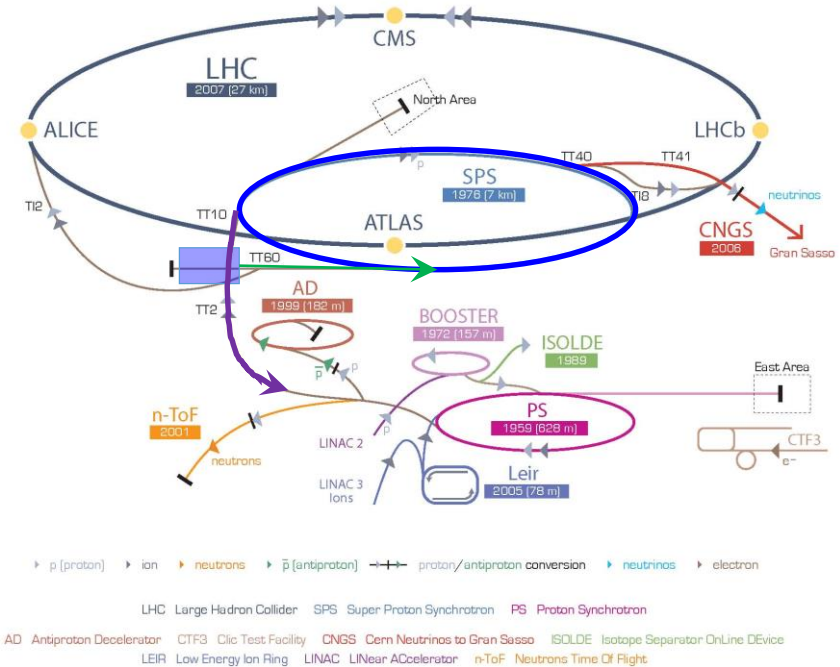 CMS
LHC
2007 (27 km)
North Area
ALICE
LHCb
TT40
TT41
p
SPS
1976 (7 km)
TI8
neutrinos
TI2
TT10
ATLAS
CNGS
2006
Gran Sasso
TT60
AD
1999 (182 m)
TT2
BOOSTER
1972 (157 m)
ISOLDE
1989
East Area
p̅
p
n-ToF
2001
PS
1959 (628 m)
LINAC 2
p
neutrons
CTF3
e-
LINAC 3
Ions
Leir
2005 (78 m)
p (proton) ion neutrons p̅ (antiproton) proton/antiproton conversion neutrinos electron
LHC Large Hadron Collider SPS Super Proton Synchrotron PS Proton Synchrotron
AD Antiproton Decelerator CTF3 Clic Test Facility CNGS Cern Neutrinos to Gran Sasso ISOLDE Isotope Separator OnLine DEvice
LEIR Low Energy Ion Ring LINAC LINear ACcelerator n-ToF Neutrons Time Of Flight